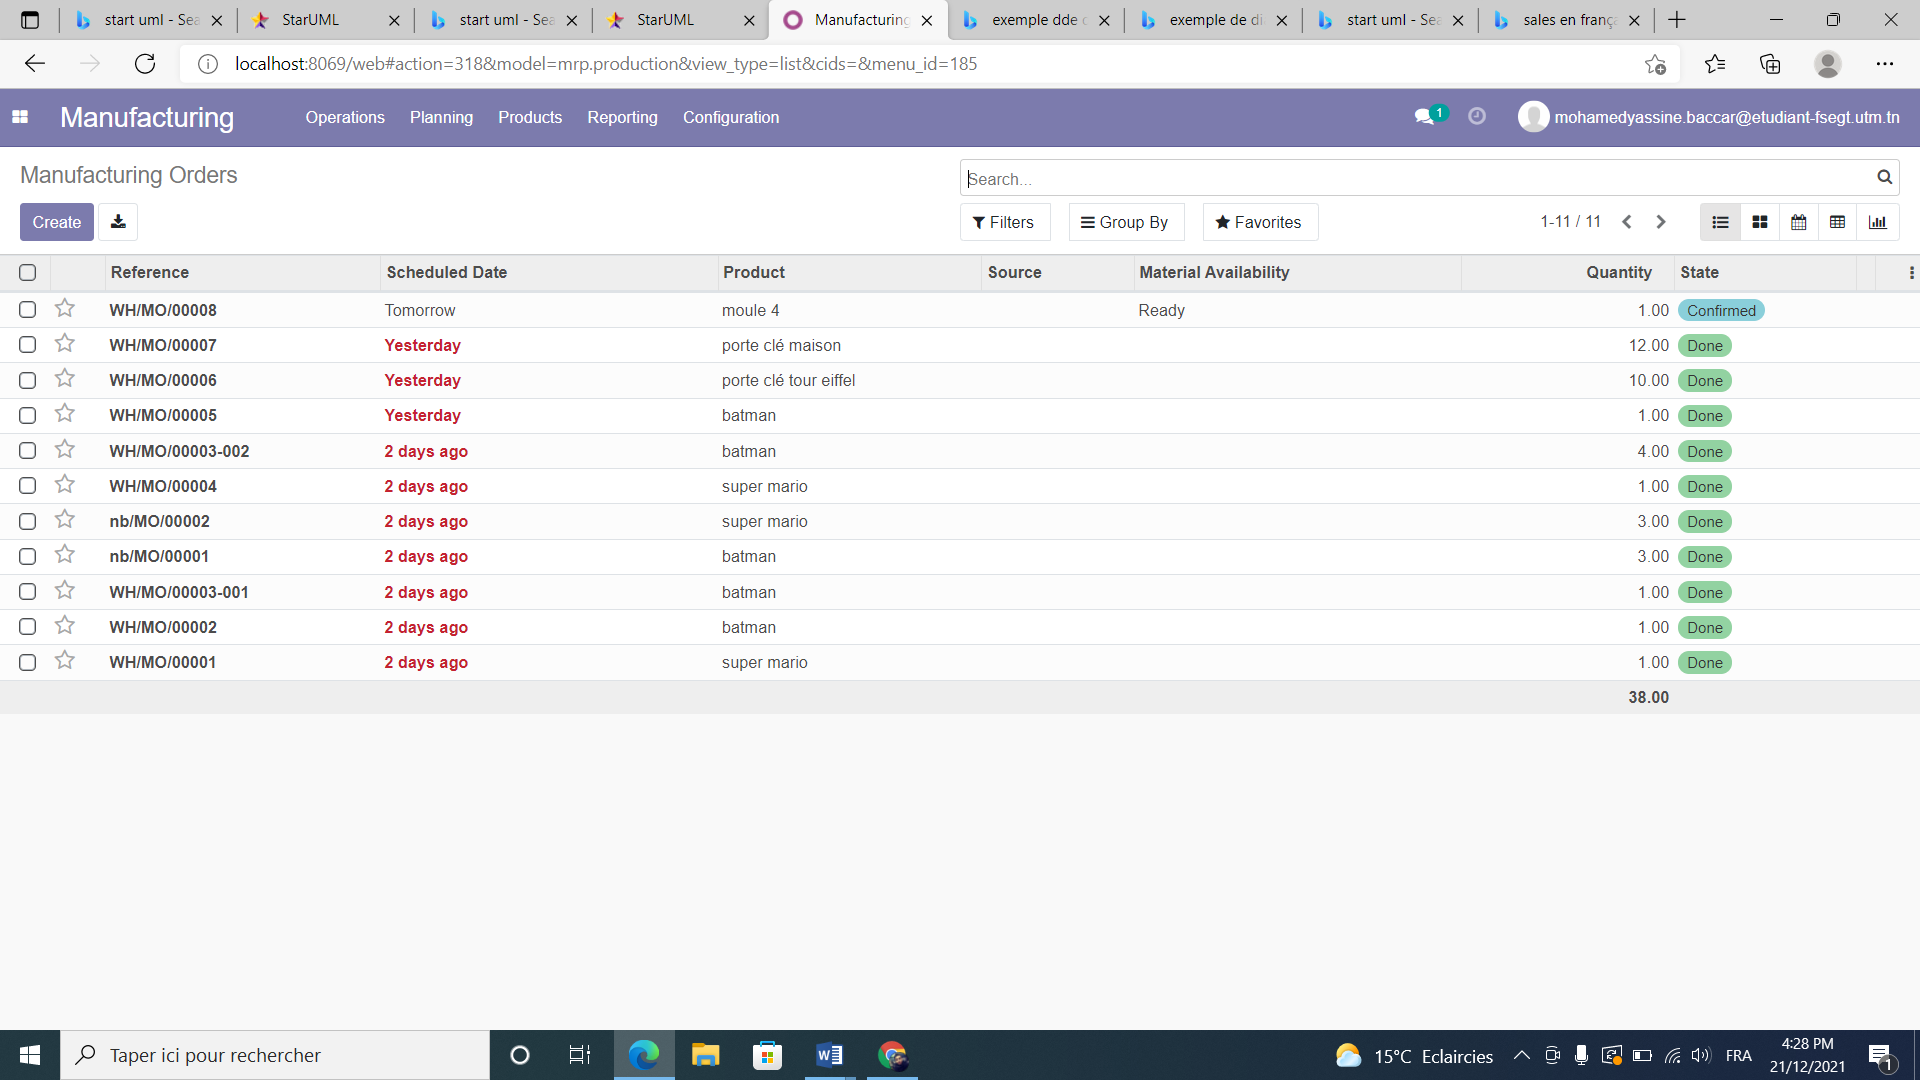 start uml - Sea
StarUML
start uml - Sea
StarUML
Manufacturing
exemple dde d
exemple de di
start uml - Sea
sales en frança
localhost:8069/web#action=318&model=mrp.production&view_type=list&cids=&menu_id=185
Manufacturing Operations Planning Products Reporting Configuration 1 mohamedyassine.baccar@etudiant-fsegt.utm.tn
Manufacturing Orders
Search...
Create Filters Group By Favorites 1-11 / 11
Reference Scheduled Date Product Source Material Availability Quantity State
WH/MO/00008 Tomorrow moule 4 Ready 1.00 Confirmed
WH/MO/00007 Yesterday porte clé maison 12.00 Done
WH/MO/00006 Yesterday porte clé tour eiffel 10.00 Done
WH/MO/00005 Yesterday batman 1.00 Done
WH/MO/00003-002 2 days ago batman 4.00 Done
WH/MO/00004 2 days ago super mario 1.00 Done
nb/MO/00002 2 days ago super mario 3.00 Done
nb/MO/00001 2 days ago batman 3.00 Done
WH/MO/00003-001 2 days ago batman 1.00 Done
WH/MO/00002 2 days ago batman 1.00 Done
WH/MO/00001 2 days ago super mario 1.00 Done
38.00
Taper ici pour rechercher
15°C Eclaircies
FRA
4:28 PM
21/12/2021
1